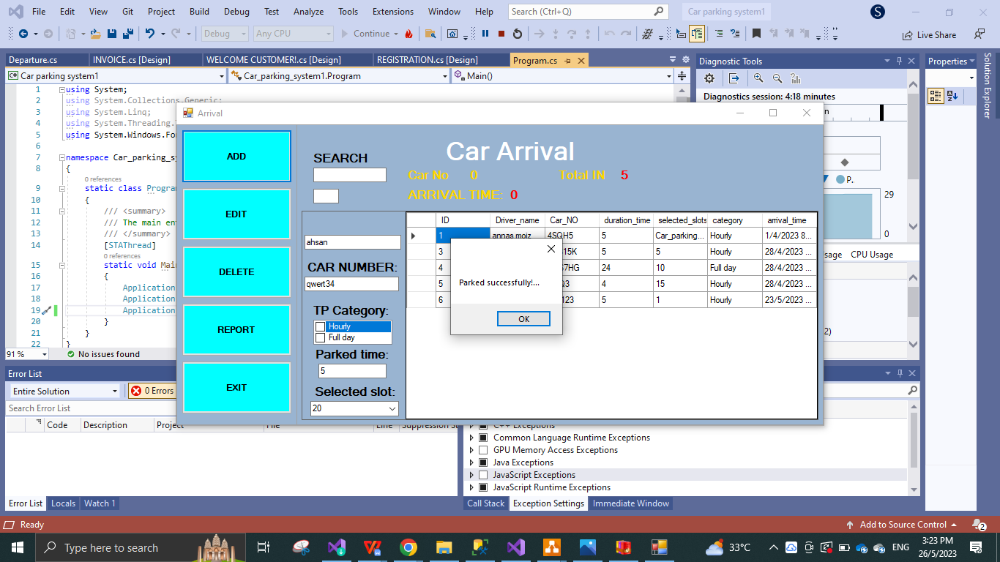 File Edit View Git Project Build Debug Test Analyze Tools Extensions Window Help Search (Ctrl+Q) Car parking system1
Debug Any CPU Continue Live Share
Departure.cs INVOICE.cs [Design] WELCOME CUSTOMER!.cs [Design] REGISTRATION.cs [Design] Program.cs
Car parking system1 Car_parking_system1.Program Main()
1 using System;
2 using System.Collections.Generic;
3 using System.Linq;
4 using System.Threading.
5 using System.Windows.Fo
6
7 namespace Car_parking_sy
8 {
0 references
9 static class Program
10 {
11 /// <summary>
12 /// The main en
13 /// </summary>
14 [STAThread]
0 references
15 static void Mai
16 {
17 Application
18 Application
19 Application
20 }
21 }
22 }
91 % No issues found
Arrival
ADD
EDIT
DELETE
REPORT
EXIT
SEARCH
Car Arrival
Car No 0 Total IN 5
ARRIVAL TIME: 0
ahsan
CAR NUMBER:
qwert34
TP Category:
Hourly
Full day
Parked time:
5
Selected slot:
20
ID Driver_name Car_NO duration_time selected_slots category arrival_time
1 annas moiz 4SQH5 5 Car_parking... Hourly 1/4/2023 8...
3 15K 5 5 Hourly 28/4/2023 ...
4 67HG 24 10 Full day 28/4/2023 ...
5 Q3 4 15 Hourly 28/4/2023 ...
6 123 5 1 Hourly 23/5/2023 ...
Parked successfully!...
OK
Diagnostic Tools
Diagnostics session: 4:18 minutes
P..
29
0
usage CPU Usage
2)
Properties
Solution Explorer
Error List
Entire Solution 0 Errors
Search Error List
Code Description Project File Line Suppression St
Error List Locals Watch 1
C++ Exceptions
Common Language Runtime Exceptions
GPU Memory Access Exceptions
Java Exceptions
JavaScript Exceptions
JavaScript Runtime Exceptions
Call Stack Exception Settings Immediate Window
Ready Add to Source Control 2
Type here to search 33°C ENG 3:23 PM
26/5/2023